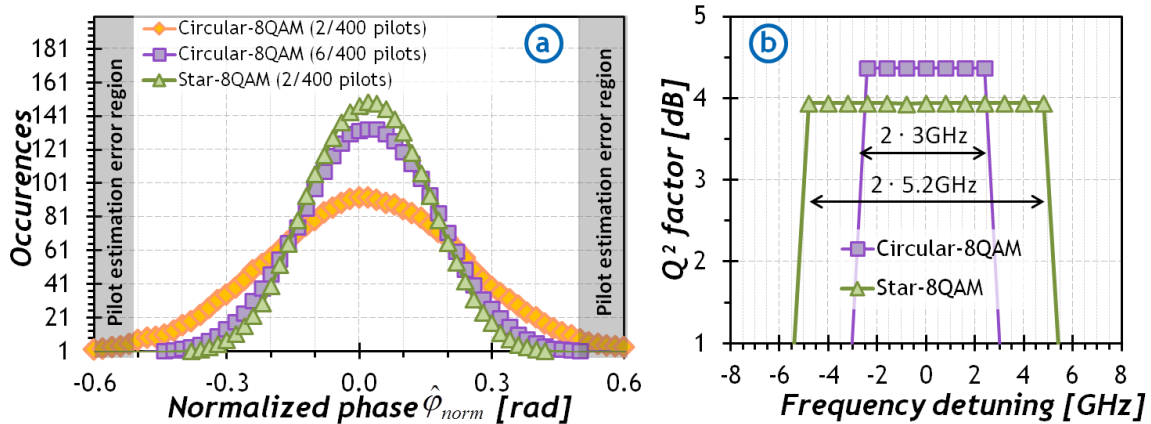 Circular-8QAM (2/400 pilots)
Circular-8QAM (6/400 pilots)
Star-8QAM (2/400 pilots)
a
Occurences
181
161
141
121
101
81
61
41
21
1
Pilot estimation error region
Pilot estimation error region
-0.6 -0.3 0.0 0.3 0.6
Normalized phase φ̂norm [rad]
b
Q² factor [dB]
5
4
3
2
1
2 · 3GHz
2 · 5.2GHz
Circular-8QAM
Star-8QAM
-8 -6 -4 -2 0 2 4 6 8
Frequency detuning [GHz]